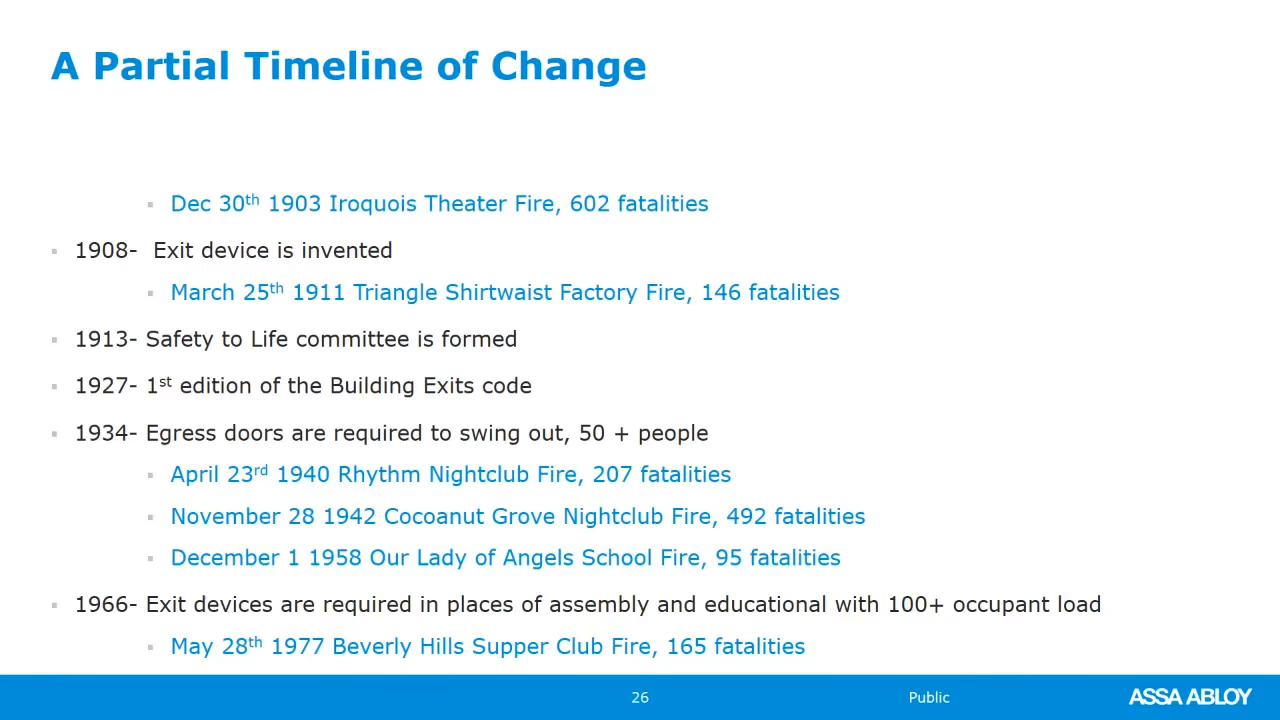 A Partial Timeline of Change
▪ Dec 30th 1903 Iroquois Theater Fire, 602 fatalities
▪ 1908-  Exit device is invented
▪ March 25th 1911 Triangle Shirtwaist Factory Fire, 146 fatalities
▪ 1913- Safety to Life committee is formed
▪ 1927- 1st edition of the Building Exits code
▪ 1934- Egress doors are required to swing out, 50 + people
▪ April 23rd 1940 Rhythm Nightclub Fire, 207 fatalities
▪ November 28 1942 Cocoanut Grove Nightclub Fire, 492 fatalities
▪ December 1 1958 Our Lady of Angels School Fire, 95 fatalities
▪ 1966- Exit devices are required in places of assembly and educational with 100+ occupant load
▪ May 28th 1977 Beverly Hills Supper Club Fire, 165 fatalities
26 Public ASSA ABLOY